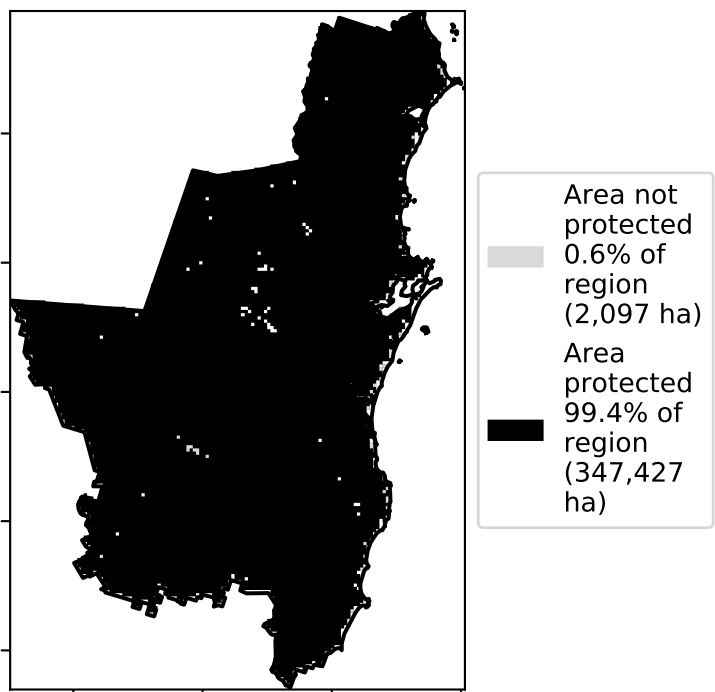 Area not
protected
0.6% of
region
(2,097 ha)
Area
protected
99.4% of
region
(347,427
ha)